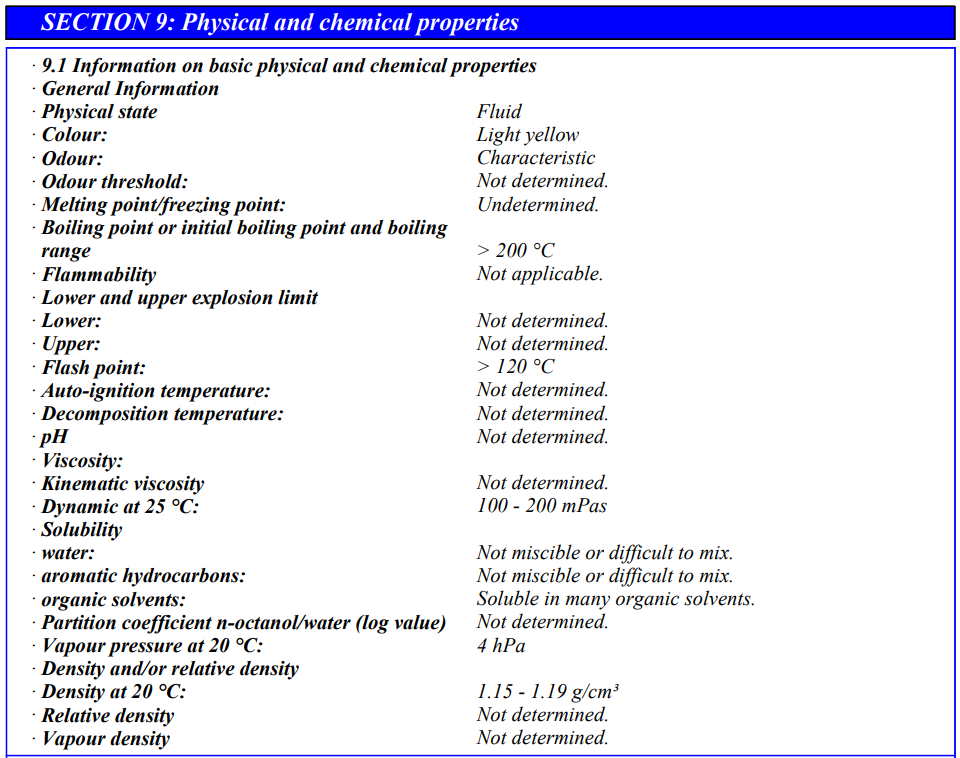 SECTION 9: Physical and chemical properties
· 9.1 Information on basic physical and chemical properties
· General Information
· Physical state Fluid
· Colour: Light yellow
· Odour: Characteristic
· Odour threshold: Not determined.
· Melting point/freezing point: Undetermined.
· Boiling point or initial boiling point and boiling
range > 200 °C
· Flammability Not applicable.
· Lower and upper explosion limit
· Lower: Not determined.
· Upper: Not determined.
· Flash point: > 120 °C
· Auto-ignition temperature: Not determined.
· Decomposition temperature: Not determined.
· pH Not determined.
· Viscosity:
· Kinematic viscosity Not determined.
· Dynamic at 25 °C: 100 - 200 mPas
· Solubility
· water: Not miscible or difficult to mix.
· aromatic hydrocarbons: Not miscible or difficult to mix.
· organic solvents: Soluble in many organic solvents.
· Partition coefficient n-octanol/water (log value) Not determined.
· Vapour pressure at 20 °C: 4 hPa
· Density and/or relative density
· Density at 20 °C: 1.15 - 1.19 g/cm³
· Relative density Not determined.
· Vapour density Not determined.